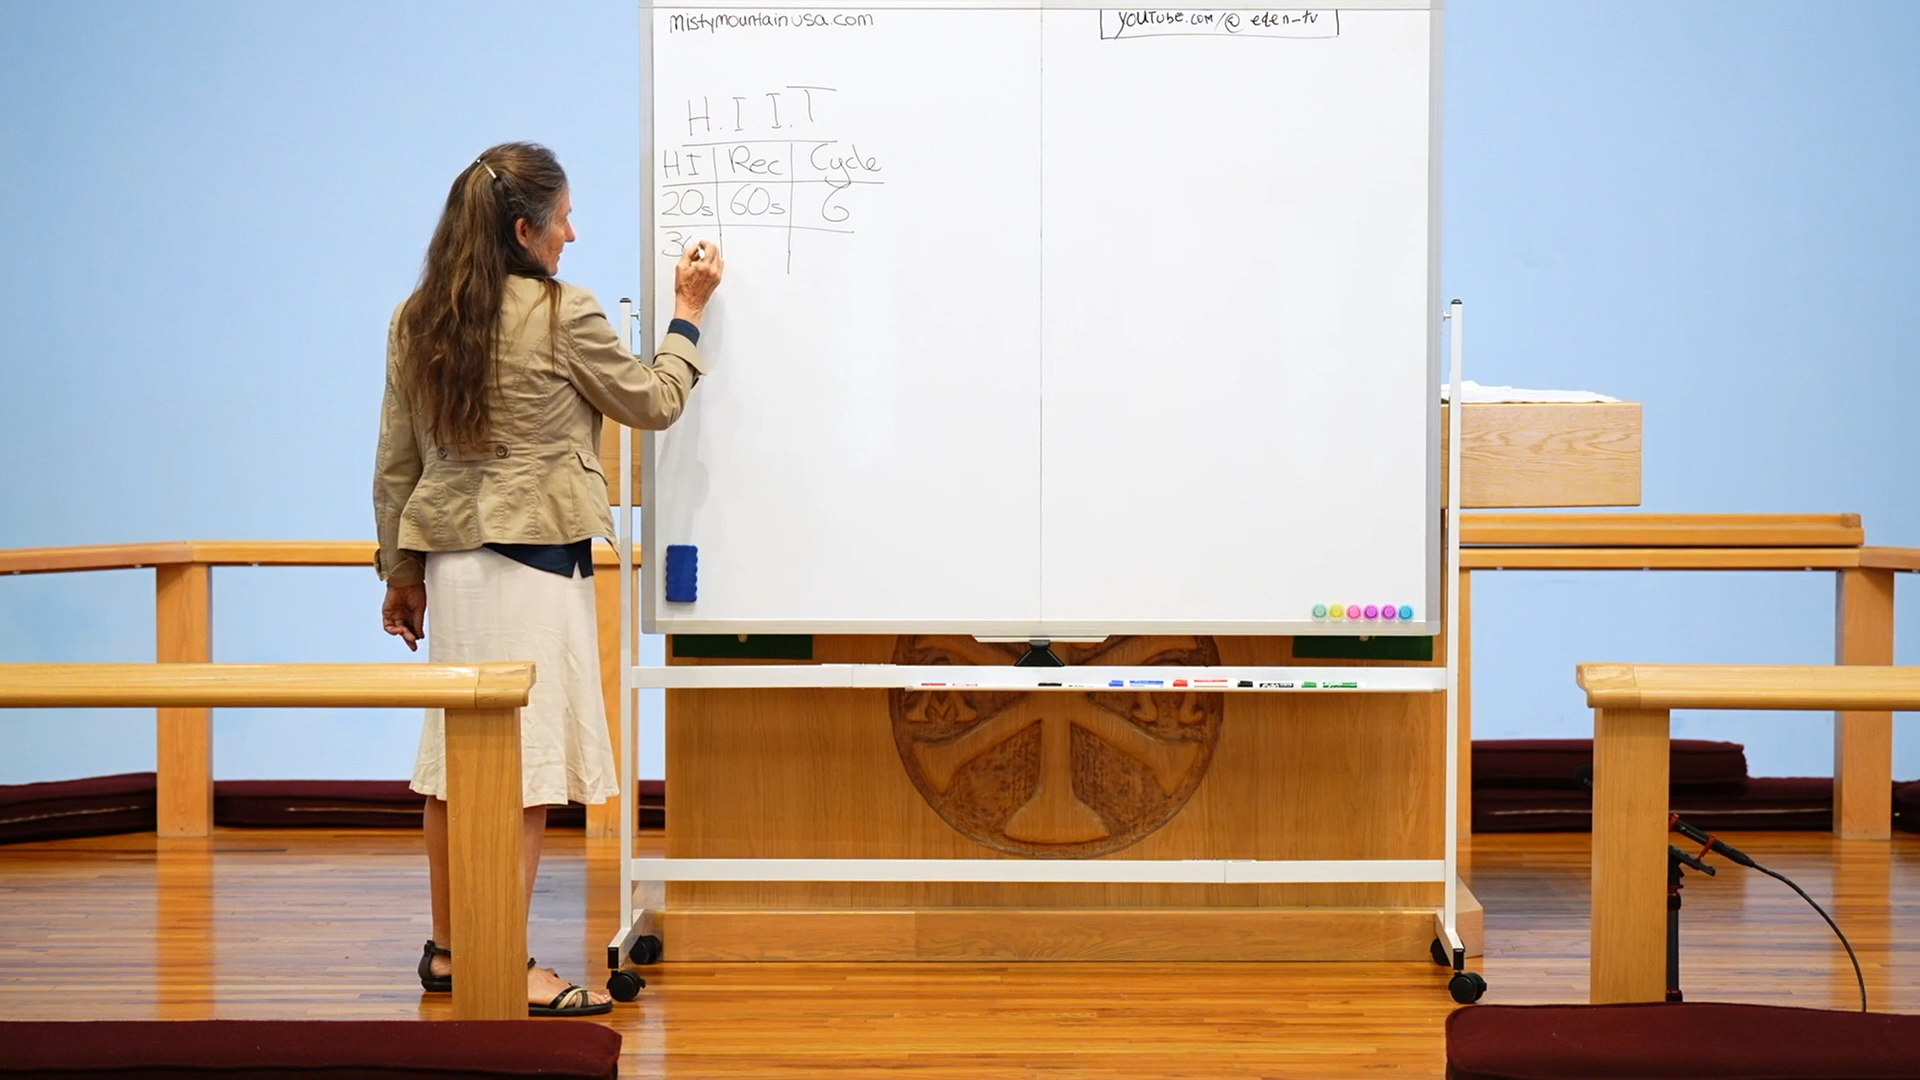 mistymountainusa.com
youTube.com/@eden-tv
H.I.I.T
HI Rec Cycle
20s 60s 6